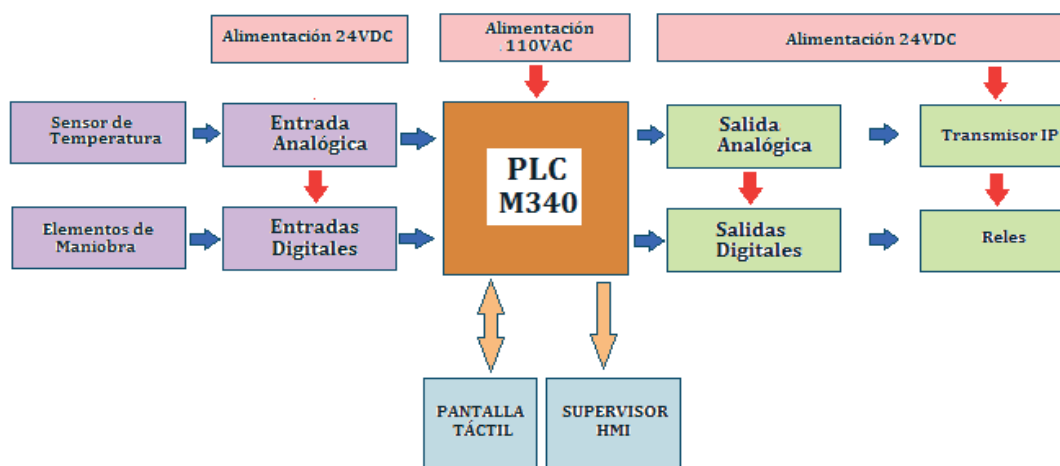 Alimentación 24VDC
Alimentación
110VAC
Alimentación 24VDC
Sensor de
Temperatura
Entrada
Analógica
PLC
M340
Salida
Analógica
Transmisor IP
Elementos de
Maniobra
Entradas
Digitales
Salidas
Digitales
Reles
PANTALLA
TÁCTIL
SUPERVISOR
HMI